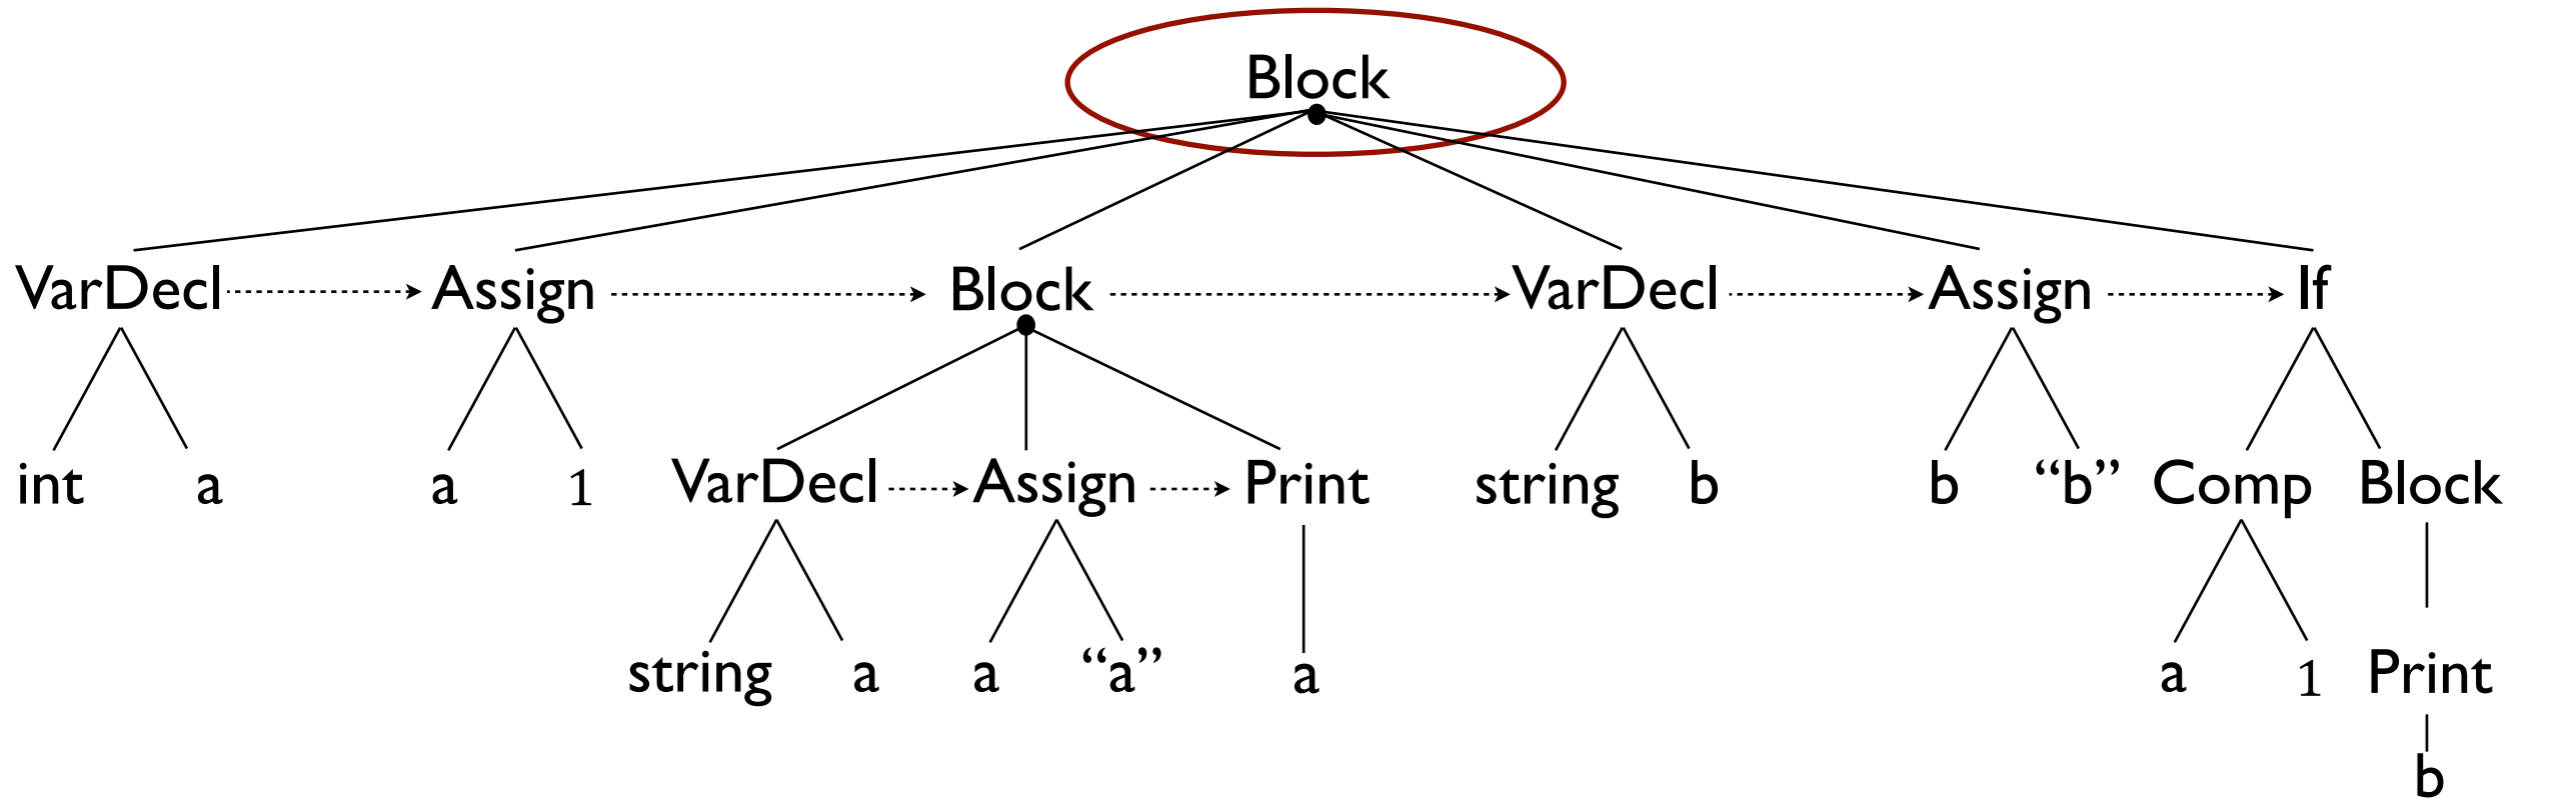 Block
VarDecl Assign Block VarDecl Assign If
int a a 1 VarDecl Assign Print string b b “b” Comp Block
string a a “a” a a 1 Print
b